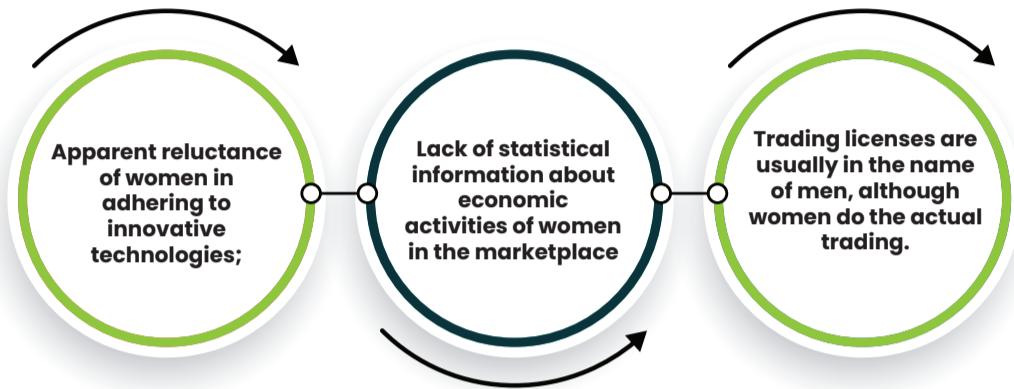 Apparent reluctance
of women in
adhering to
innovative
technologies;
Lack of statistical
information about
economic
activities of women
in the marketplace
Trading licenses are
usually in the name
of men, although
women do the actual
trading.